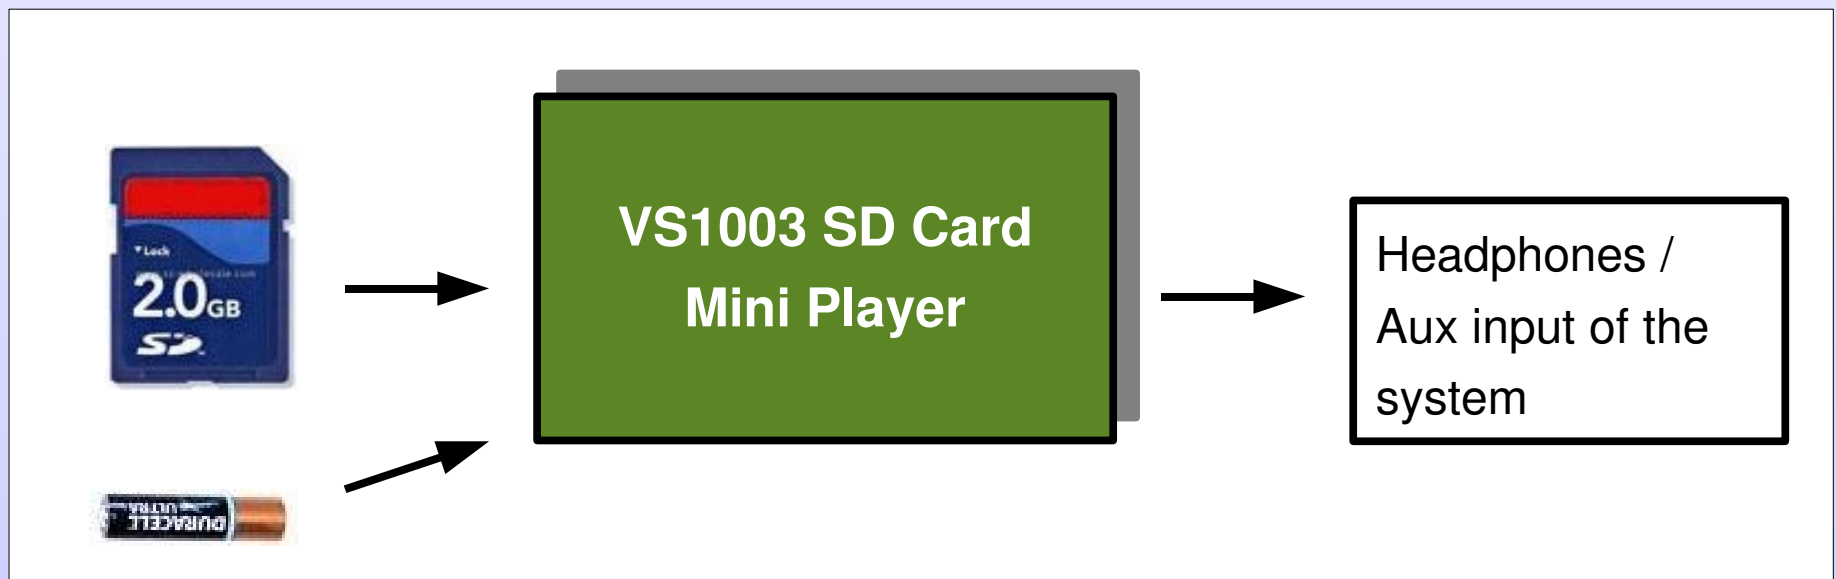 VS1003 SD Card
Mini Player
Headphones /
Aux input of the
system
Lock
2.0GB
SD
DURACELL
ULTRA